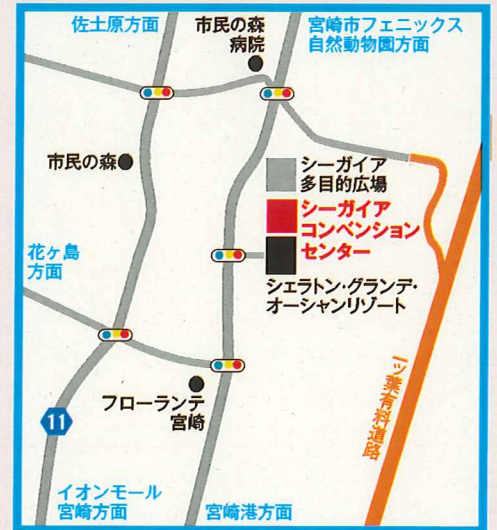 佐土原方面
市民の森
病院
宮崎市フェニックス
自然動物園方面
市民の森
シーガイア
多目的広場
シーガイア
コンベンション
センター
花ヶ島
方面
シェラトン・グランデ・
オーシャンリゾート
一ッ葉有料道路
フローランテ
宮崎
11
イオンモール
宮崎方面
宮崎港方面